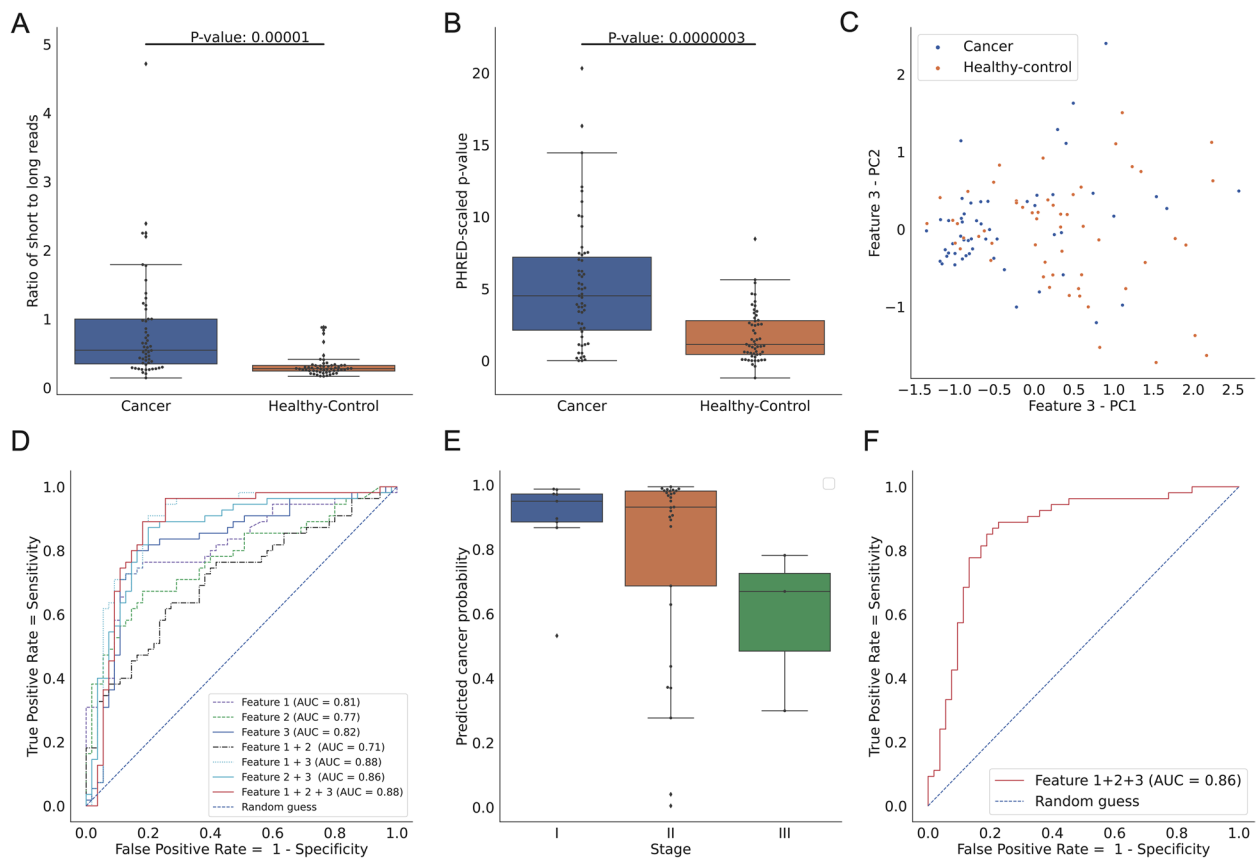 A
P-value: 0.00001
Ratio of short to long reads
5
4
3
2
1
0
Cancer
Healthy-Control
B
P-value: 0.0000003
PHRED-scaled p-value
20
15
10
5
0
Cancer
Healthy-Control
C
Cancer
Healthy-control
Feature 3 - PC2
2
1
0
−1
−1.5 −1.0 −0.5 0.0 0.5 1.0 1.5 2.0 2.5
Feature 3 - PC1
D
True Positive Rate = Sensitivity
1.0
0.8
0.6
0.4
0.2
0.0
Feature 1 (AUC = 0.81)
Feature 2 (AUC = 0.77)
Feature 3 (AUC = 0.82)
Feature 1 + 2 (AUC = 0.71)
Feature 1 + 3 (AUC = 0.88)
Feature 2 + 3 (AUC = 0.86)
Feature 1 + 2 + 3 (AUC = 0.88)
Random guess
0.0 0.2 0.4 0.6 0.8 1.0
False Positive Rate = 1 - Specificity
E
Predicted cancer probability
1.0
0.8
0.6
0.4
0.2
0.0
I II III
Stage
F
True Positive Rate = Sensitivity
1.0
0.8
0.6
0.4
0.2
0.0
Feature 1+2+3 (AUC = 0.86)
Random guess
0.0 0.2 0.4 0.6 0.8 1.0
False Positive Rate = 1 - Specificity